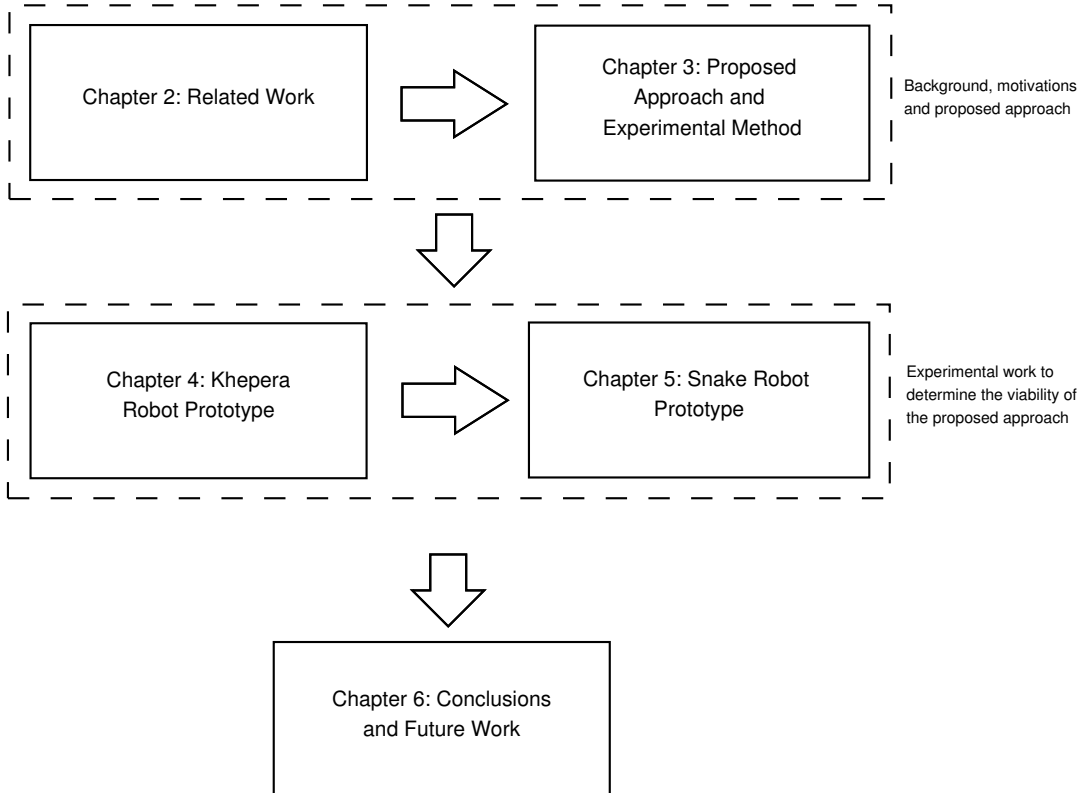 Chapter 2: Related Work
Chapter 3: Proposed
Approach and
Experimental Method
Background, motivations
and proposed approach
Chapter 4: Khepera
Robot Prototype
Chapter 5: Snake Robot
Prototype
Experimental work to
determine the viability of
the proposed approach
Chapter 6: Conclusions
and Future Work